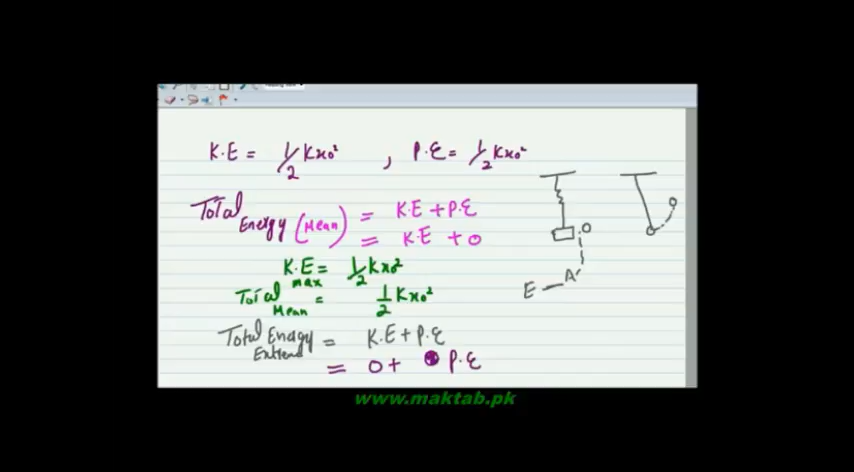 K.E = 1/2 Kx₀² , P.E = 1/2 Kx₀²
Total Energy (Mean) = K.E + P.E
= K.E + 0
K.E max = 1/2 Kx₀²
Total Mean = 1/2 Kx₀²
Total Energy = K.E + P.E
= 0 + P.E
E A
www.maktab.pk